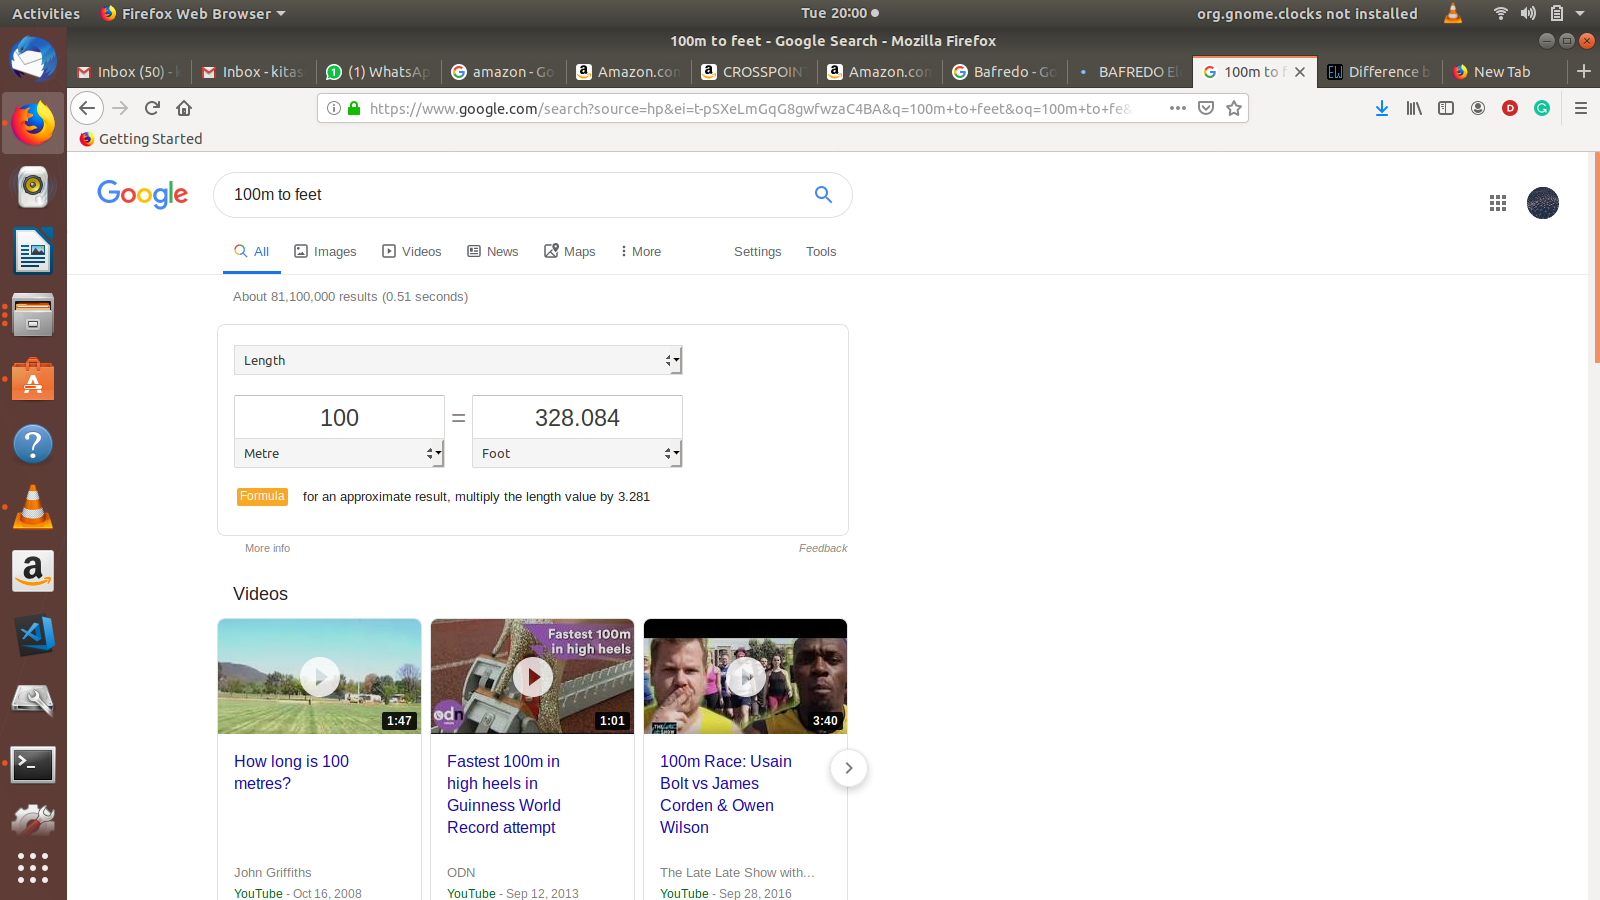 Activities
Firefox Web Browser
Tue 20:00
org.gnome.clocks not installed
100m to feet - Google Search - Mozilla Firefox
Inbox (50) - k
Inbox - kitas
(1) WhatsAp
amazon - Go
Amazon.con
CROSSPOIN
Amazon.con
Bafredo - Go
BAFREDO El
100m to f
Difference b
New Tab
https://www.google.com/search?source=hp&ei=t-pSXeLmGqG8gwfwzaC4BA&q=100m+to+feet&oq=100m+to+fe&
Getting Started
Google
100m to feet
All
Images
Videos
News
Maps
More
Settings
Tools
About 81,100,000 results (0.51 seconds)
Length
100 = 328.084
Metre
Foot
Formula for an approximate result, multiply the length value by 3.281
More info
Feedback
Videos
1:47
Fastest 100m
in high heels
odn
1:01
3:40
How long is 100
metres?
John Griffiths
YouTube - Oct 16, 2008
Fastest 100m in
high heels in
Guinness World
Record attempt
ODN
YouTube - Sep 12, 2013
100m Race: Usain
Bolt vs James
Corden & Owen
Wilson
The Late Late Show with...
YouTube - Sep 28, 2016